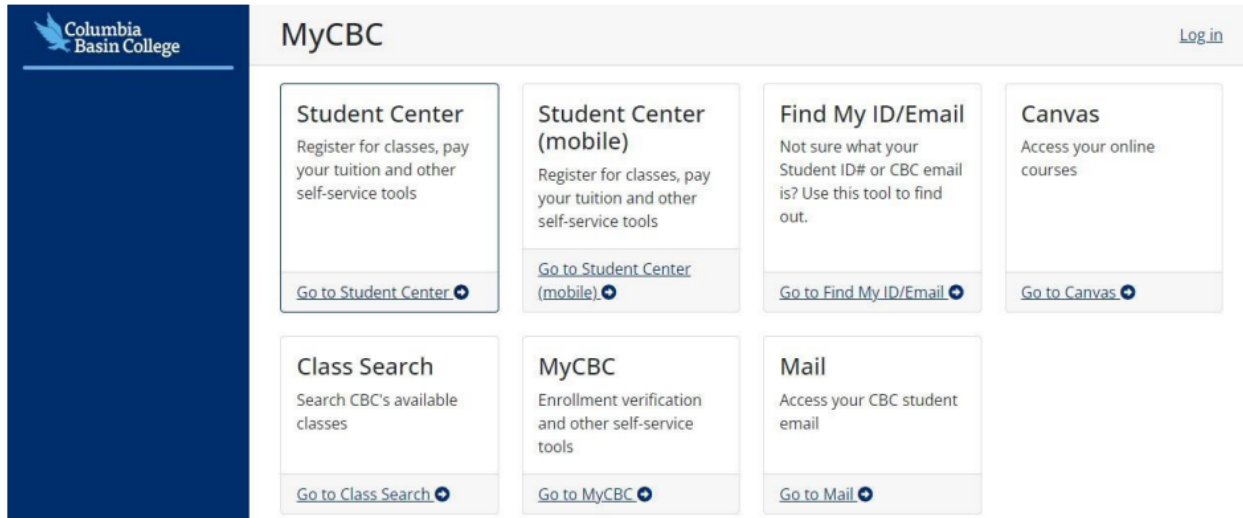 Columbia
Basin College
MyCBC
Log in
Student Center
Register for classes, pay
your tuition and other
self-service tools
Go to Student Center
Student Center
(mobile)
Register for classes, pay
your tuition and other
self-service tools
Go to Student Center
(mobile)
Find My ID/Email
Not sure what your
Student ID# or CBC email
is? Use this tool to find
out.
Go to Find My ID/Email
Canvas
Access your online
courses
Go to Canvas
Class Search
Search CBC's available
classes
Go to Class Search
MyCBC
Enrollment verification
and other self-service
tools
Go to MyCBC
Mail
Access your CBC student
email
Go to Mail